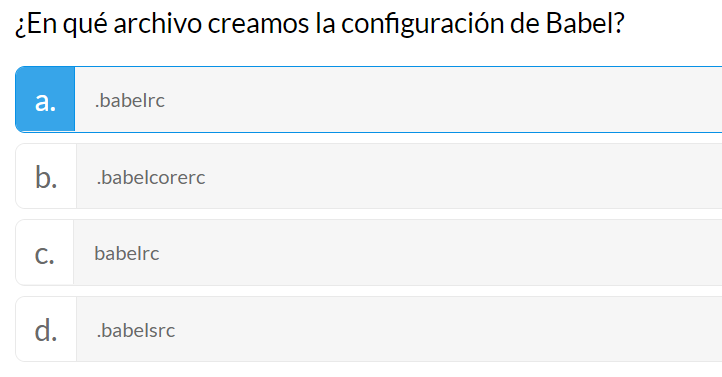 ¿En qué archivo creamos la configuración de Babel?
a. .babelrc
b. .babelcorerc
c. babelrc
d. .babelsrc